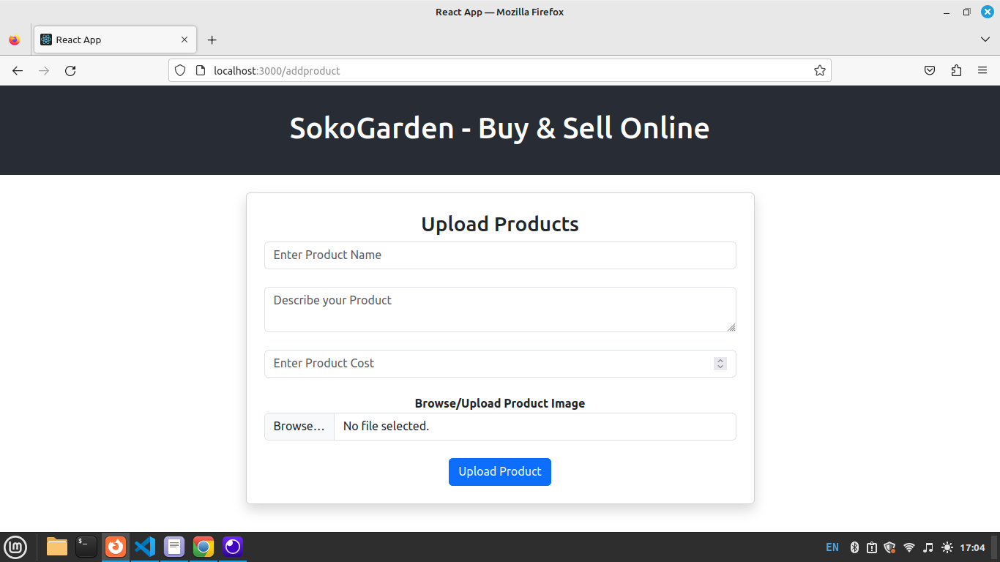 React App — Mozilla Firefox
React App
localhost:3000/addproduct
SokoGarden - Buy & Sell Online
Upload Products
Enter Product Name
Describe your Product
Enter Product Cost
Browse/Upload Product Image
Browse… No file selected.
Upload Product
lm $_ EN 17:04